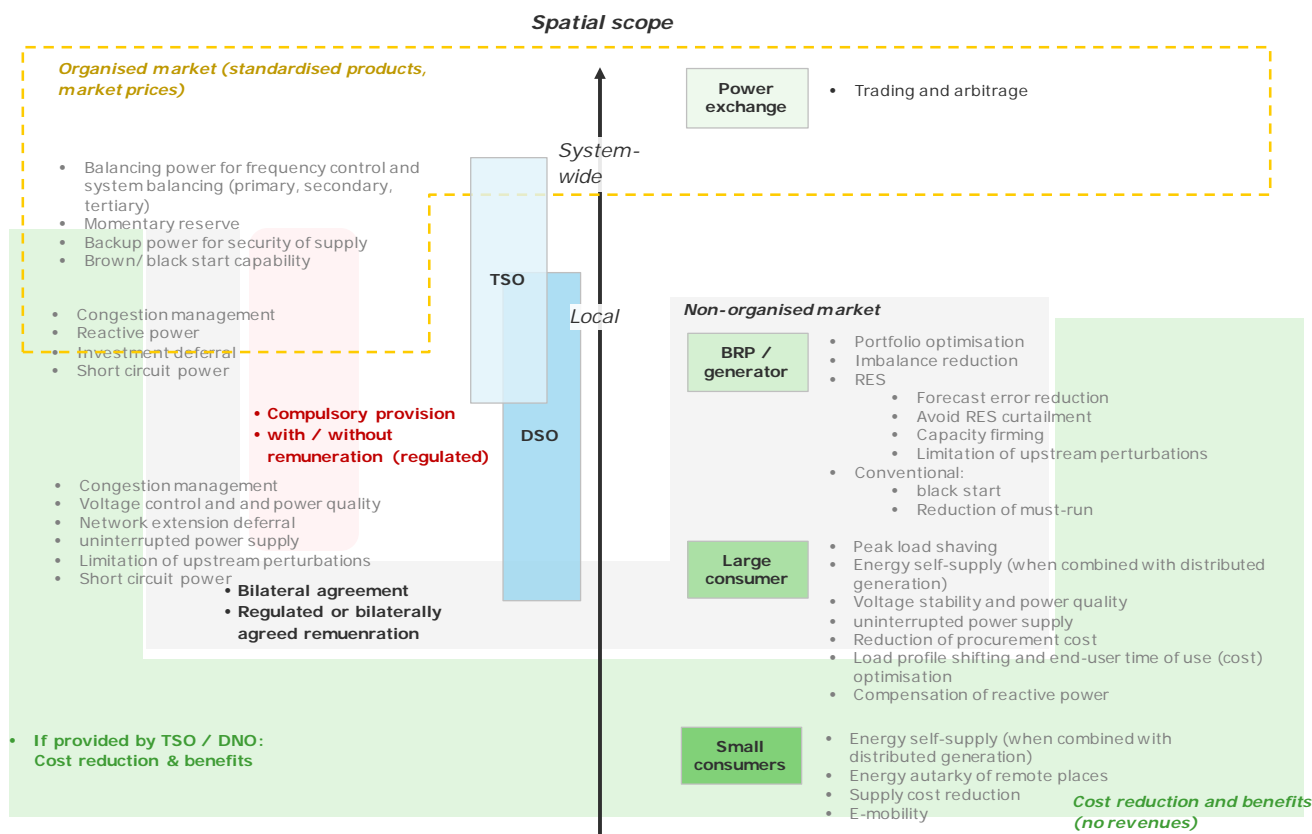 Spatial scope
Organised market (standardised products,
market prices)
Power
exchange
• Trading and arbitrage
System-
wide
• Balancing power for frequency control and
system balancing (primary, secondary,
tertiary)
• Momentary reserve
• Backup power for security of supply
• Brown/ black start capability
TSO
• Congestion management
• Reactive power
• Investment deferral
• Short circuit power
Local
Non-organised market
BRP /
generator
• Portfolio optimisation
• Imbalance reduction
• RES
• Forecast error reduction
• Avoid RES curtailment
• Capacity firming
• Limitation of upstream perturbations
• Conventional:
• black start
• Reduction of must-run
• Compulsory provision
• with / without
remuneration (regulated)
DSO
• Congestion management
• Voltage control and and power quality
• Network extension deferral
• uninterrupted power supply
• Limitation of upstream perturbations
• Short circuit power
• Bilateral agreement
• Regulated or bilaterally
agreed remuenration
Large
consumer
• Peak load shaving
• Energy self-supply (when combined with distributed
generation)
• Voltage stability and power quality
• uninterrupted power supply
• Reduction of procurement cost
• Load profile shifting and end-user time of use (cost)
optimisation
• Compensation of reactive power
• If provided by TSO / DNO:
Cost reduction & benefits
Small
consumers
• Energy self-supply (when combined with
distributed generation)
• Energy autarky of remote places
• Supply cost reduction
• E-mobility
Cost reduction and benefits
(no revenues)